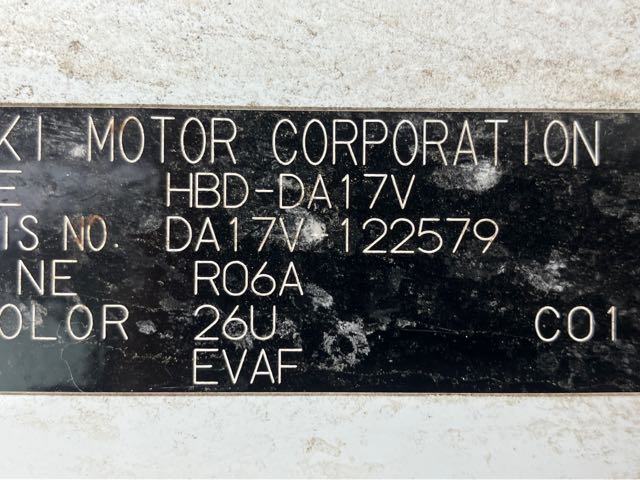 KI MOTOR CORPORATION
E HBD-DA17V
IS NO. DA17V 122579
NE R06A
OLOR 26U C01
EVAF